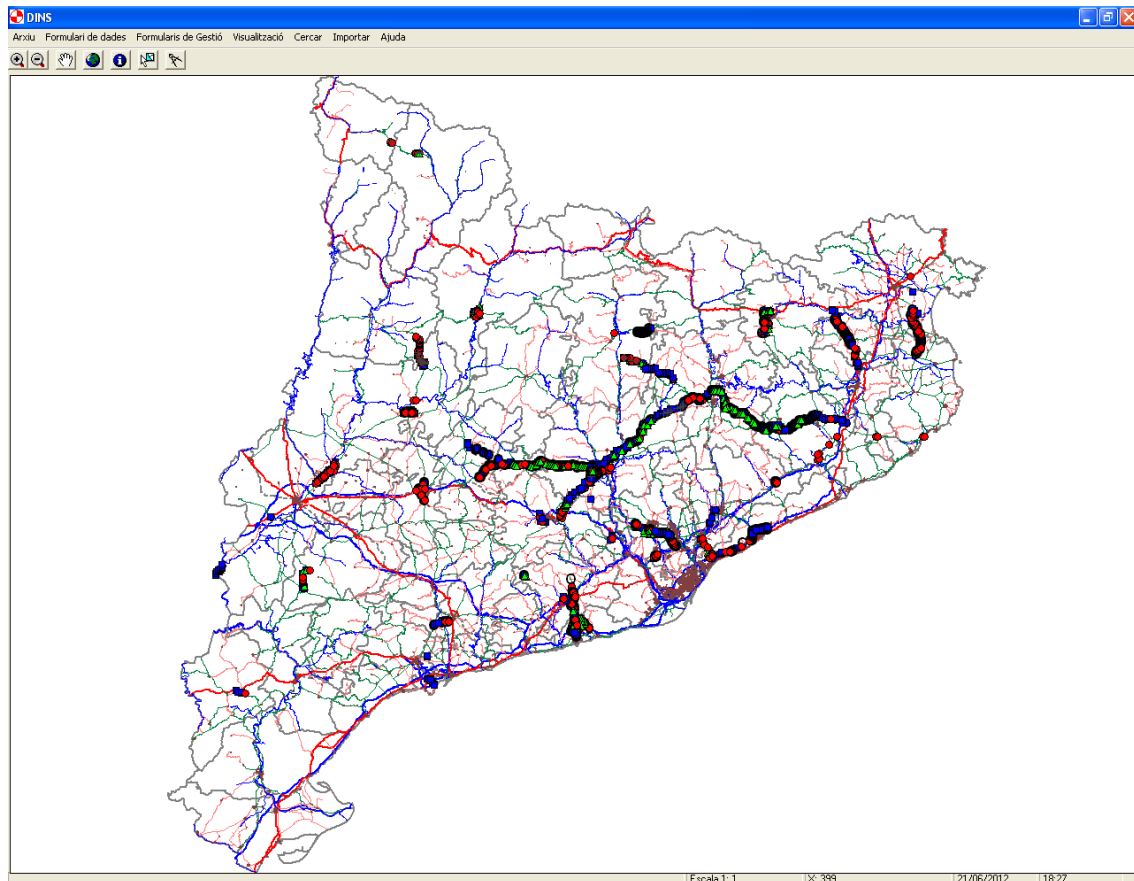 DINS
Arxiu Formulari de dades Formularis de Gestió Visualització Cercar Importar Ajuda
Escala 1: 1 X: 399 21/06/2012 18:27